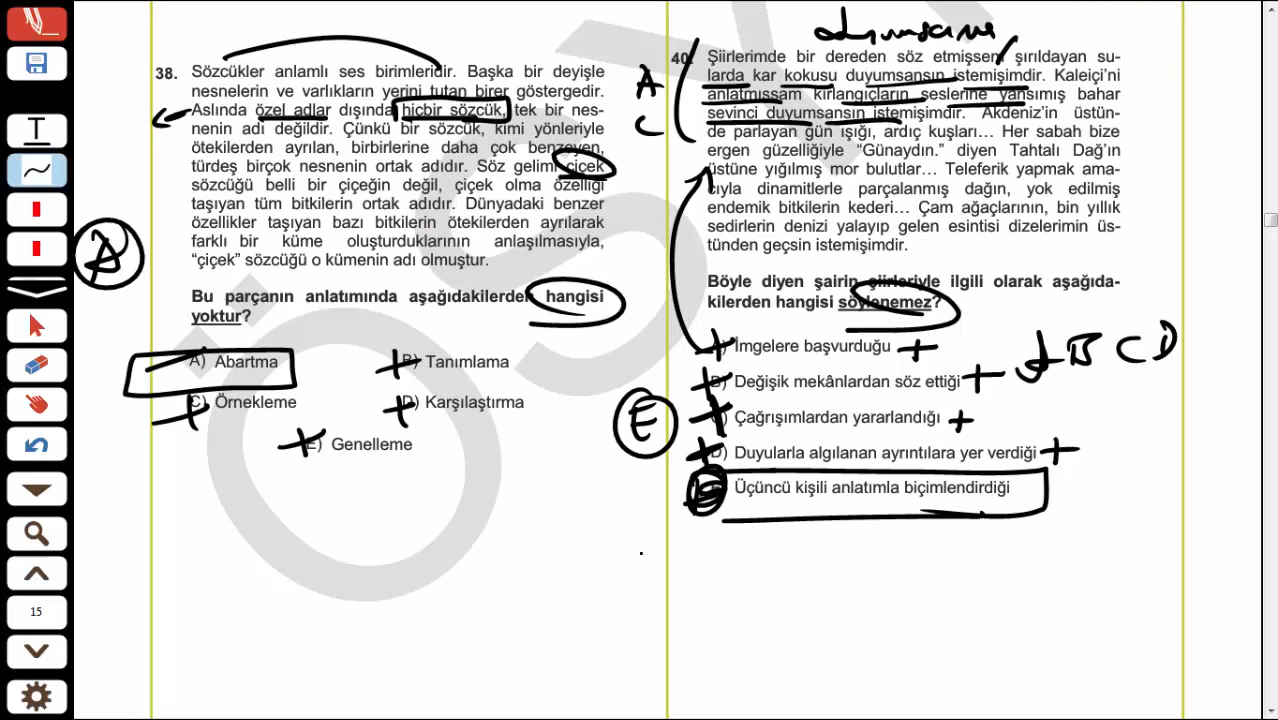 38. Sözcükler anlamlı ses birimleridir. Başka bir deyişle
nesnelerin ve varlıkların yerini tutan birer göstergedir.
Aslında özel adlar dışında hiçbir sözcük, tek bir nes-
nenin adı değildir. Çünkü bir sözcük, kimi yönleriyle
ötekilerden ayrılan, birbirlerine daha çok benzeyen,
türdeş birçok nesnenin ortak adıdır. Söz gelimi çiçek
sözcüğü belli bir çiçeğin değil, çiçek olma özelliği
taşıyan tüm bitkilerin ortak adıdır. Dünyadaki benzer
özellikler taşıyan bazı bitkilerin ötekilerden ayrılarak
farklı bir küme oluşturduklarının anlaşılmasıyla,
“çiçek” sözcüğü o kümenin adı olmuştur.
Bu parçanın anlatımında aşağıdakilerden hangisi
yoktur?
A) Abartma
B) Tanımlama
C) Örnekleme
D) Karşılaştırma
E) Genelleme
A
40. Şiirlerimde bir dereden söz etmişsem şırıldayan su-
larda kar kokusu duyumsansın istemişimdir. Kaleiçi’ni
anlatmışsam kırlangıçların seslerine yansımış bahar
sevinci duyumsansın istemişimdir. Akdeniz’in üstün-
de parlayan gün ışığı, ardıç kuşları… Her sabah bize
ergen güzelliğiyle “Günaydın.” diyen Tahtalı Dağ’ın
üstüne yığılmış mor bulutlar… Teleferik yapmak ama-
cıyla dinamitlerle parçalanmış dağın, yok edilmiş
endemik bitkilerin kederi… Çam ağaçlarının, bin yıllık
sedirlerin denizi yalayıp gelen esintisi dizelerimin üs-
tünden geçsin istemişimdir.
Böyle diyen şairin şiirleriyle ilgili olarak aşağıda-
kilerden hangisi söylenemez?
İmgelere başvurduğu
B) Değişik mekânlardan söz ettiği
Çağrışımlardan yararlandığı
D) Duyularla algılanan ayrıntılara yer verdiği
Üçüncü kişili anlatımla biçimlendirdiği
A
C
E
B C D
T
15